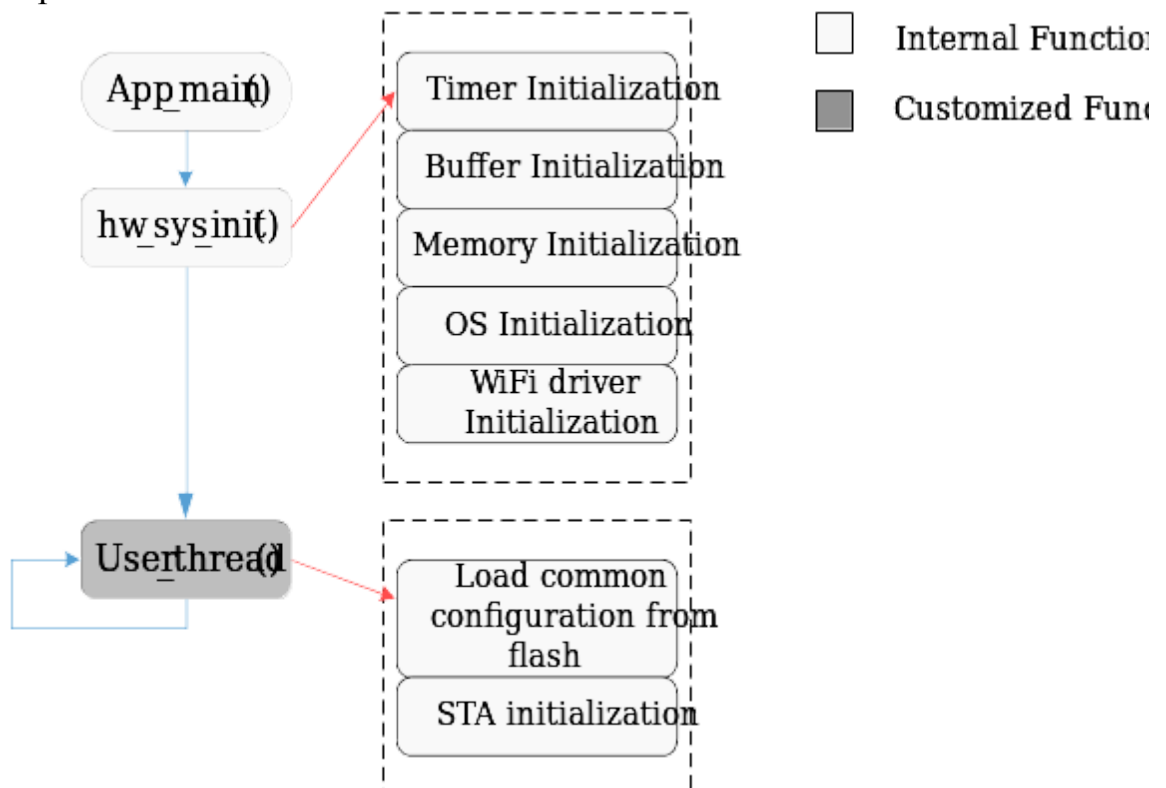 App_main()
hw_sys_init()
User_thread()
Timer Initialization
Buffer Initialization
Memory Initialization
OS Initialization
WiFi driver
Initialization
Load common
configuration from
flash
STA initialization
Internal Function
Customized Func